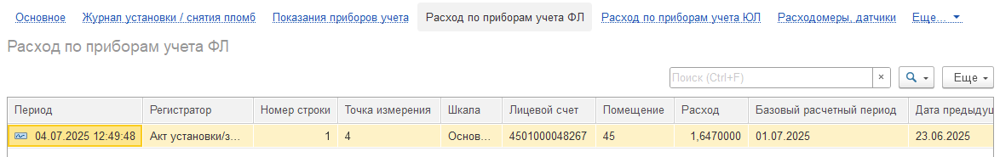 Основное Журнал установки / снятия пломб Показания приборов учета Расход по приборам учета ФЛ Расход по приборам учета ЮЛ Расходомеры, датчики Еще...
Расход по приборам учета ФЛ
Поиск (Ctrl+F) × Еще
Период Регистратор Номер строки Точка измерения Шкала Лицевой счет Помещение Расход Базовый расчетный период Дата предыдущ
04.07.2025 12:49:48 Акт установки/з... 1 4 Основ... 4501000048267 45 1,6470000 01.07.2025 23.06.2025